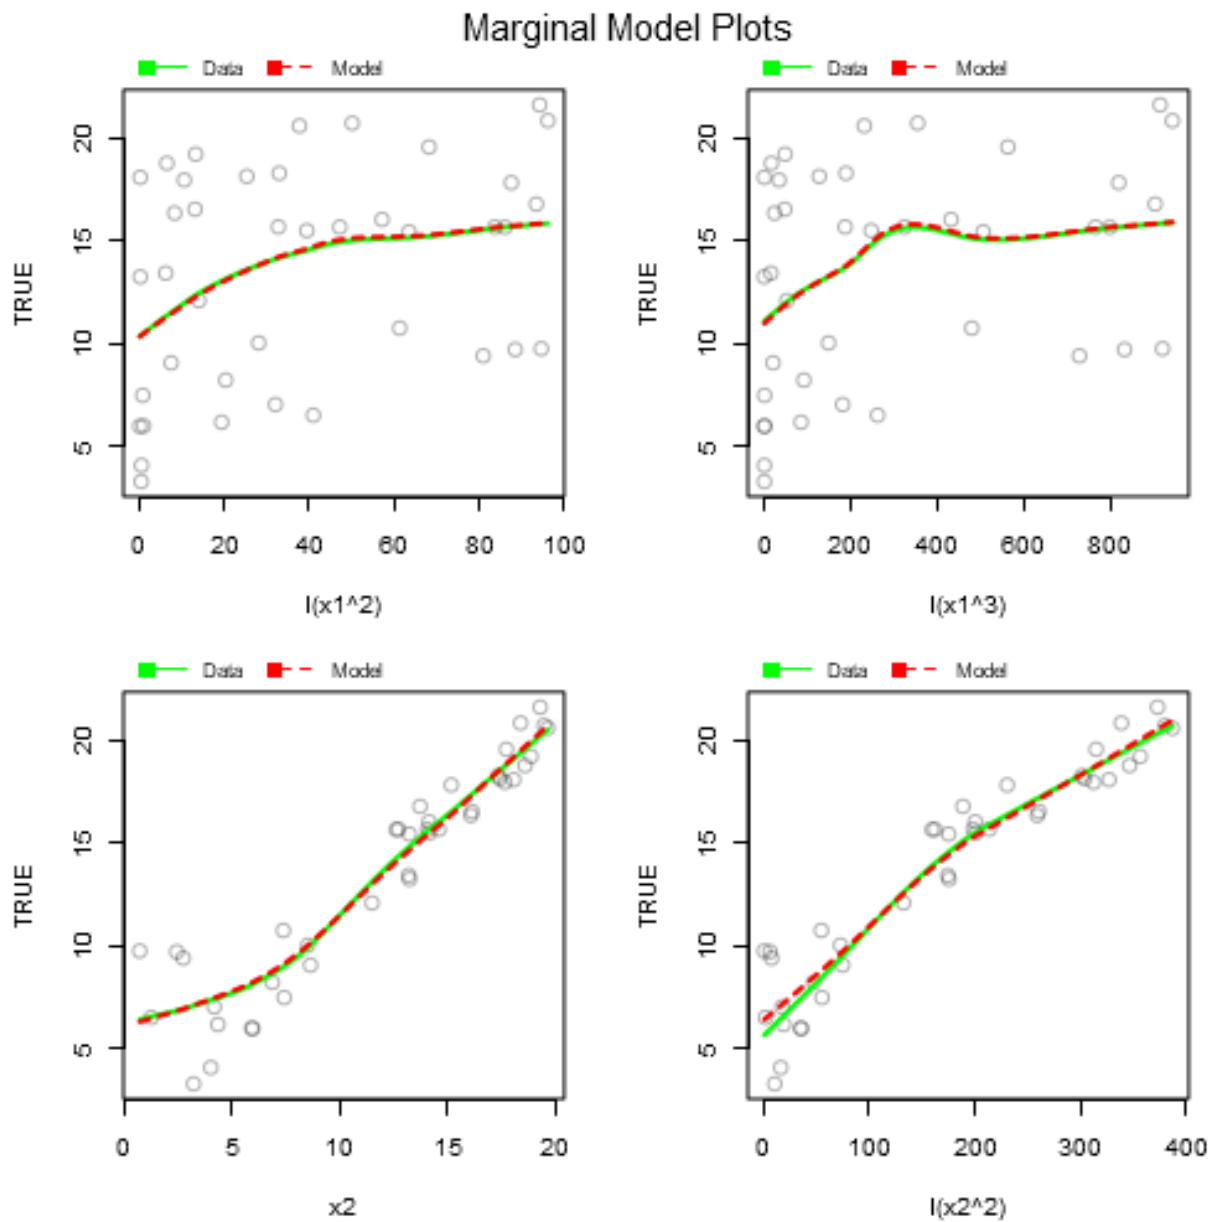 Marginal Model Plots
Data Model
Data Model
TRUE
5 10 15 20
0 20 40 60 80 100
I(x1^2)
TRUE
5 10 15 20
0 200 400 600 800
I(x1^3)
Data Model
Data Model
TRUE
5 10 15 20
0 5 10 15 20
x2
TRUE
5 10 15 20
0 100 200 300 400
I(x2^2)